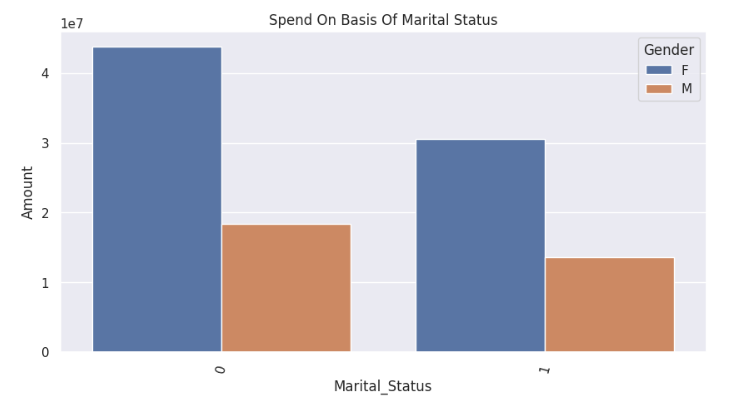 Spend On Basis Of Marital Status
1e7
Gender
F
M
4
3
2
1
0
Amount
0
1
Marital_Status